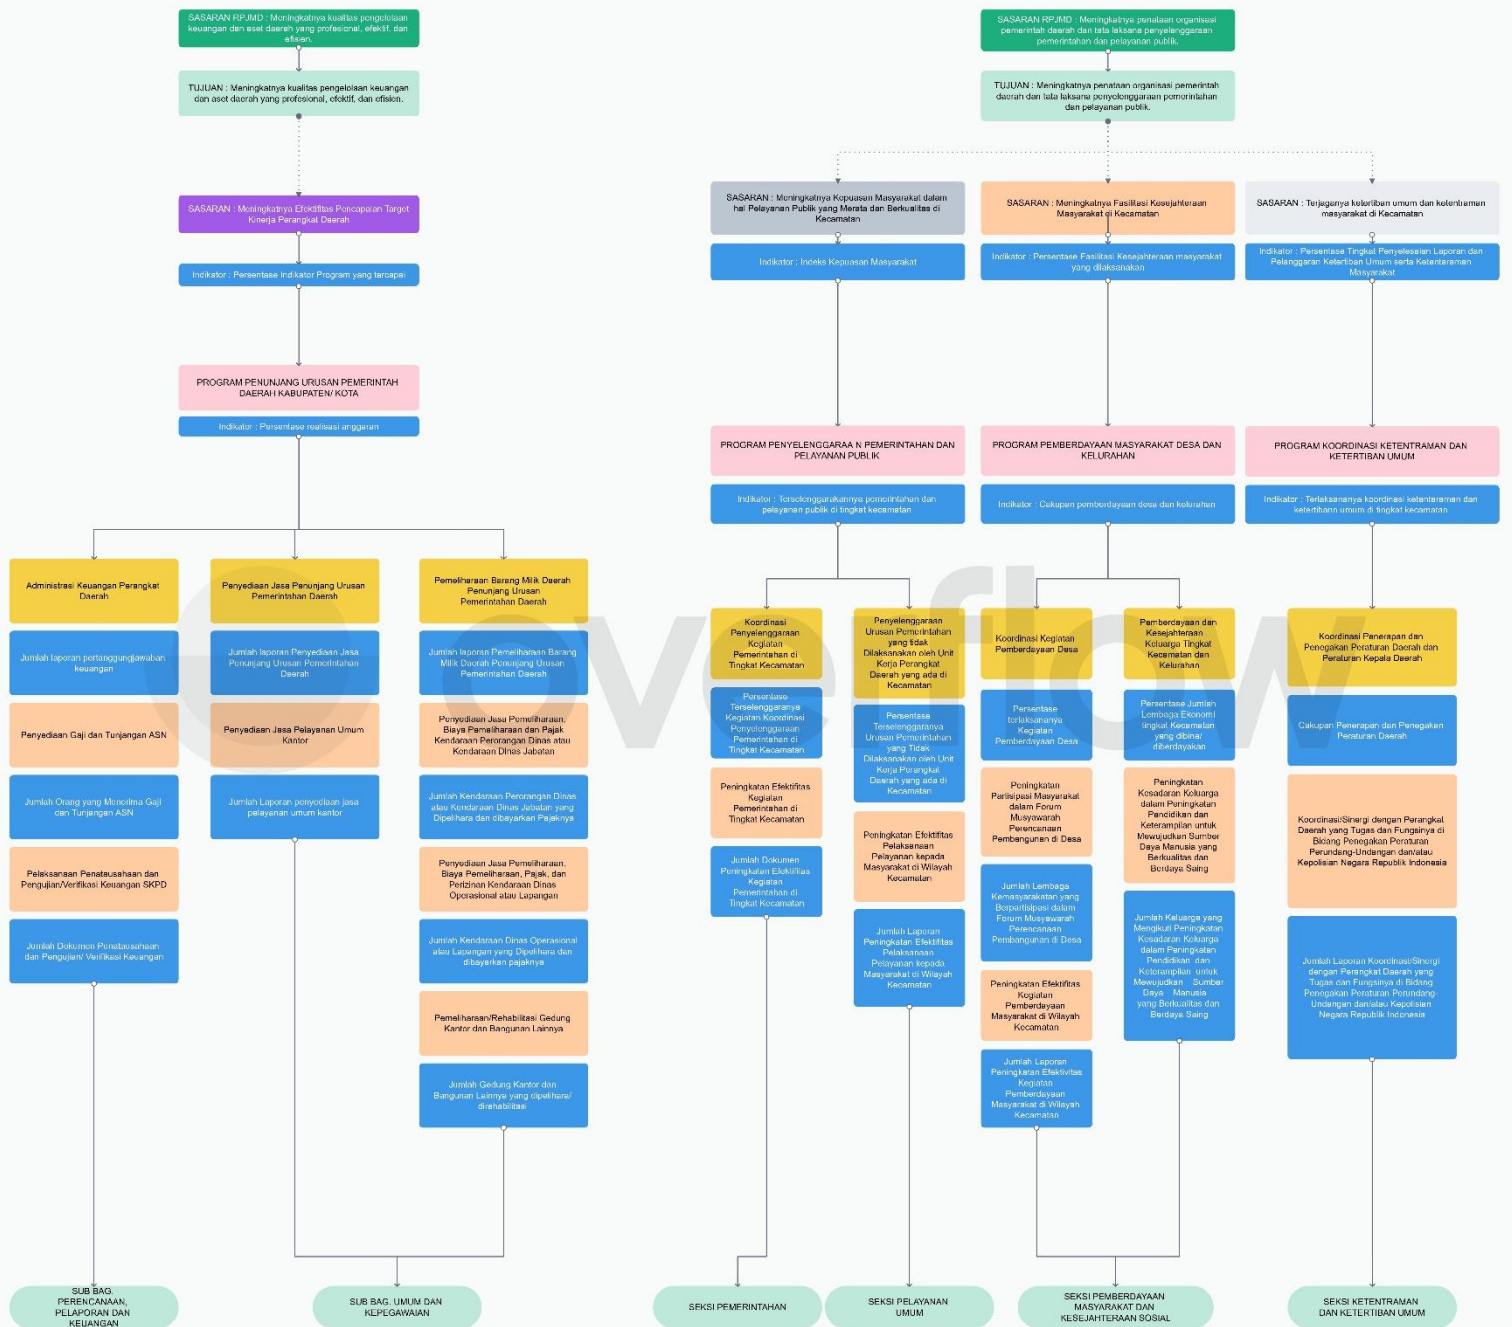 SASARAN RPJMD : Meningkatnya kualitas pengelolaan
keuangan dan aset daerah yang profesional, efektif, dan
efisien.
TUJUAN : Meningkatnya kualitas pengelolaan keuangan
dan aset daerah yang profesional, efektif, dan efisien.
SASARAN : Meningkatnya Efektifitas Pencapaian Target
Kinerja Perangkat Daerah
Indikator : Persentase Indikator Program yang tercapai
PROGRAM PENUNJANG URUSAN PEMERINTAH
DAERAH KABUPATEN/ KOTA
Indikator : Persentase realisasi anggaran
Administrasi Keuangan Perangkat
Daerah
Jumlah laporan pertanggungjawaban
keuangan
Penyediaan Gaji dan Tunjangan ASN
Jumlah Orang yang Menerima Gaji
dan Tunjangan ASN
Pelaksanaan Penatausahaan dan
Pengujian/Verifikasi Keuangan SKPD
Jumlah Dokumen Penatausahaan
dan Pengujian/ Verifikasi Keuangan
SUB BAG.
PERENCANAAN,
PELAPORAN DAN
KEUANGAN
Penyediaan Jasa Penunjang Urusan
Pemerintahan Daerah
Jumlah laporan Penyediaan Jasa
Penunjang Urusan Pemerintahan
Daerah
Penyediaan Jasa Pelayanan Umum
Kantor
Jumlah Laporan penyediaan jasa
pelayanan umum kantor
Pemeliharaan Barang Milik Daerah
Penunjang Urusan
Pemerintahan Daerah
Jumlah laporan Pemeliharaan Barang
Milik Daerah Penunjang Urusan
Pemerintahan Daerah
Penyediaan Jasa Pemeliharaan,
Biaya Pemeliharaan dan Pajak
Kendaraan Perorangan Dinas atau
Kendaraan Dinas Jabatan
Jumlah Kendaraan Perorangan Dinas
atau Kendaraan Dinas Jabatan yang
Dipelihara dan dibayarkan Pajaknya
Penyediaan Jasa Pemeliharaan,
Biaya Pemeliharaan, Pajak, dan
Perizinan Kendaraan Dinas
Operasional atau Lapangan
Jumlah Kendaraan Dinas Operasional
atau Lapangan yang Dipelihara dan
dibayarkan pajaknya
Pemeliharaan/Rehabilitasi Gedung
Kantor dan Bangunan Lainnya
Jumlah Gedung Kantor dan
Bangunan Lainnya yang dipelihara/
dirahabilitasi
SUB BAG. UMUM DAN
KEPEGAWAIAN
SASARAN RPJMD : Meningkatnya penataan organisasi
pemerintah daerah dan tata laksana penyelenggaraan
pemerintahan dan pelayanan publik.
TUJUAN : Meningkatnya penataan organisasi pemerintah
daerah dan tata laksana penyelenggaraan pemerintahan
dan pelayanan publik.
SASARAN : Meningkatnya Kepuasan Masyarakat dalam
hal Pelayanan Publik yang Merata dan Berkualitas di
Kecamatan
Indikator : Indeks Kepuasan Masyarakat
SASARAN : Meningkatnya Fasilitasi Kesejahteraan
Masyarakat di Kecamatan
Indikator : Persentase Fasilitasi Kesejahteraan masyarakat
yang dilaksanakan
SASARAN : Terjaganya ketertiban umum dan ketentraman
masyarakat di Kecamatan
Indikator : Persentase Tingkat Penyelesaian Laporan dan
Pelanggaran Ketertiban Umum serta Ketentaraman
Masyarakat
PROGRAM PENYELENGGARAA N PEMERINTAHAN DAN
PELAYANAN PUBLIK
Indikator : Terselenggarakannya pemerintahan dan
pelayanan publik di tingkat kecamatan
PROGRAM PEMBERDAYAAN MASYARAKAT DESA DAN
KELURAHAN
Indikator : Cakupan pemberdayaan desa dan kelurahan
PROGRAM KOORDINASI KETENTRAMAN DAN
KETERTIBAN UMUM
Indikator : Terlaksananya koordinasi ketentaraman dan
ketertibann umum di tingkat kecamatan
Koordinasi
Penyelenggaraan
Kegiatan
Pemerintahan di
Tingkat Kecamatan
Persentase
Terselenggaranya
Kegiatan Koordinasi
Penyelenggaraan
Pemerintahan di
Tingkat Kecamatan
Peningkatan Efektifitas
Kegiatan
Pemerintahan di
Tingkat Kecamatan
Jumlah Dokumen
Peningkatan Efektifitas
Kegiatan
Pemerintahan di
Tingkat Kecamatan
SEKSI PEMERINTAHAN
Penyelenggaraan
Urusan Pemerintahan
yang tidak
Dilaksanakan oleh Unit
Kerja Perangkat
Daerah yang ada di
Kecamatan
Persentase
Terselenggaranya
Urusan Pemerintahan
yang Tidak
Dilaksanakan oleh Unit
Kerja Perangkat
Daerah yang ada di
Kecamatan
Peningkatan Efektifitas
Pelaksanaan
Pelayanan kepada
Masyarakat di Wilayah
Kecamatan
Jumlah Laporan
Peningkatan Efektifitas
Pelaksanaan
Pelayanan kepada
Masyarakat di Wilayah
Kecamatan
SEKSI PELAYANAN
UMUM
Koordinasi Kegiatan
Pemberdayaan Desa
Persentase
terlaksananya
Kegiatan
Pemberdayaan Desa
Peningkatan
Partisipasi Masyarakat
dalam Forum
Musyawarah
Perencanaan
Pembangunan di Desa
Jumlah Lembaga
Kemasyarakatan yang
Berpartisipasi dalam
Forum Musyawarah
Perencanaan
Pembangunan di Desa
Peningkatan Efektifitas
Kegiatan
Pemberdayaan
Masyarakat di Wilayah
Kecamatan
Jumlah Laporan
Peningkatan Efektivitas
Kegiatan
Pemberdayaan
Masyarakat di Wilayah
Kecamatan
Pemberdayaan dan
Kesejahteraan
Keluarga Tingkat
Kecamatan dan
Kelurahan
Persentase Jumlah
Lembaga Ekonomi
tingkat Kecamatan
yang dibina/
diberdayakan
Peningkatan
Kesadaran Keluarga
dalam Peningkatan
Pendidikan dan
Keterampilan untuk
Mewujudkan Sumber
Daya Manusia yang
Berkualitas dan
Berdaya Saing
Jumlah Keluarga yang
Mengikuti Peningkatan
Kesadaran Keluarga
dalam Peningkatan
Pendidikan dan
Keterampilan untuk
Mewujudkan Sumber
Daya Manusia
yang Berkualitas dan
Berdaya Saing
SEKSI PEMBERDAYAAN
MASYARAKAT DAN
KESEJAHTERAAN SOSIAL
Koordinasi Penerapan dan
Penegakan Peraturan Daerah dan
Peraturan Kepala Daerah
Cakupan Penerapan dan Penegakan
Peraturan Daerah
Koordinasi/Sinergi dengan Perangkat
Daerah yang Tugas dan Fungsinya di
Bidang Penegakan Peraturan
Perundang-Undangan dan/atau
Kepolisian Negara Republik Indonesia
Jumlah Laporan Koordinasi/Sinergi
dengan Perangkat Daerah yang
Tugas dan Fungsinya di Bidang
Penegakan Peraturan Perundang-
Undangan dan/atau Kepolisian
Negara Republik Indonesia
SEKSI KETENTRAMAN
DAN KETERTIBAN UMUM
overflow